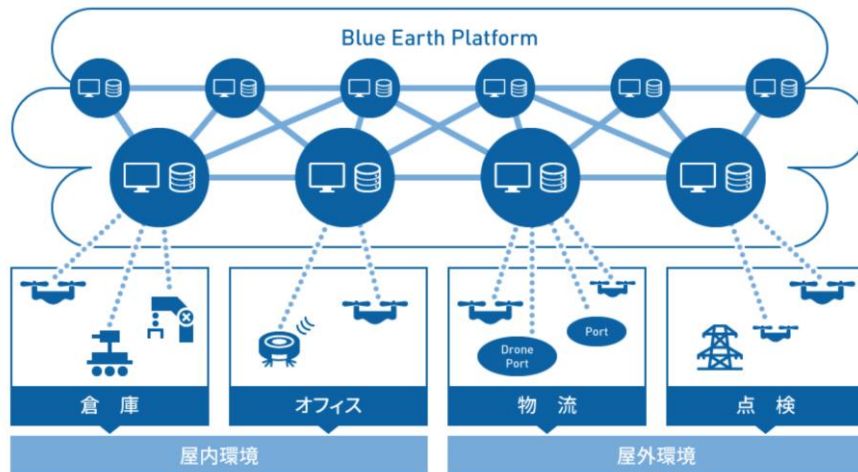 Blue Earth Platform
Drone
Port
Port
倉 庫
オフィス
物 流
点 検
屋内環境
屋外環境